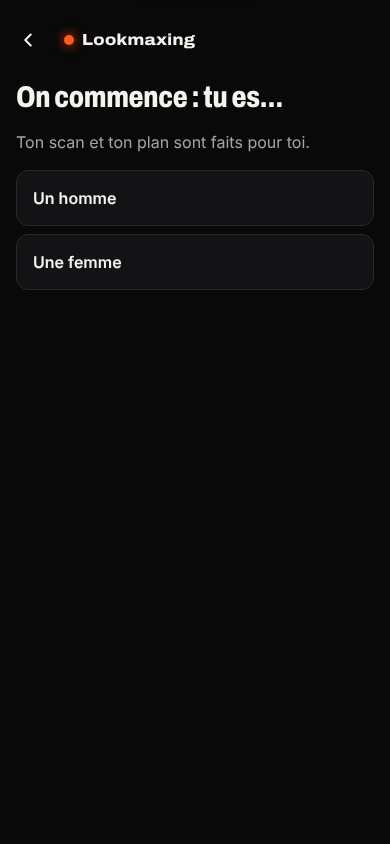 Lookmaxing
On commence : tu es...
Ton scan et ton plan sont faits pour toi.
Un homme
Une femme